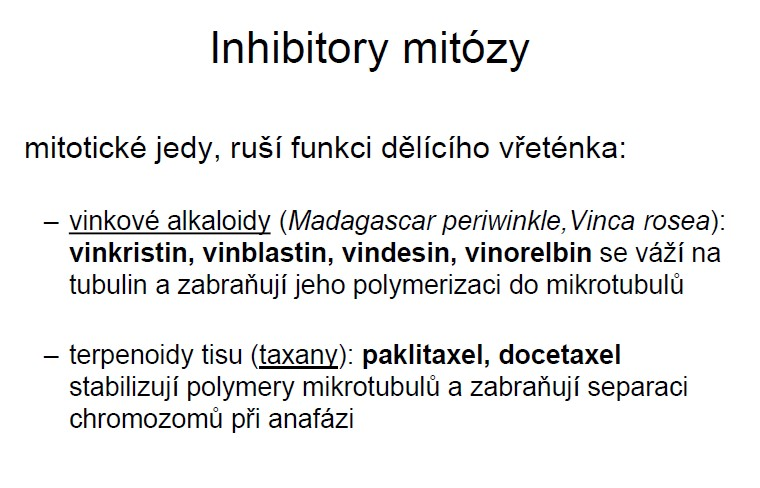 Inhibitory mitózy
mitotické jedy, ruší funkci dělícího vřeténka:
– vinkové alkaloidy (Madagascar periwinkle,Vinca rosea):
vinkristin, vinblastin, vindesin, vinorelbin se váží na
tubulin a zabraňují jeho polymerizaci do mikrotubulů
– terpenoidy tisu (taxany): paklitaxel, docetaxel
stabilizují polymery mikrotubulů a zabraňují separaci
chromozomů při anafázi